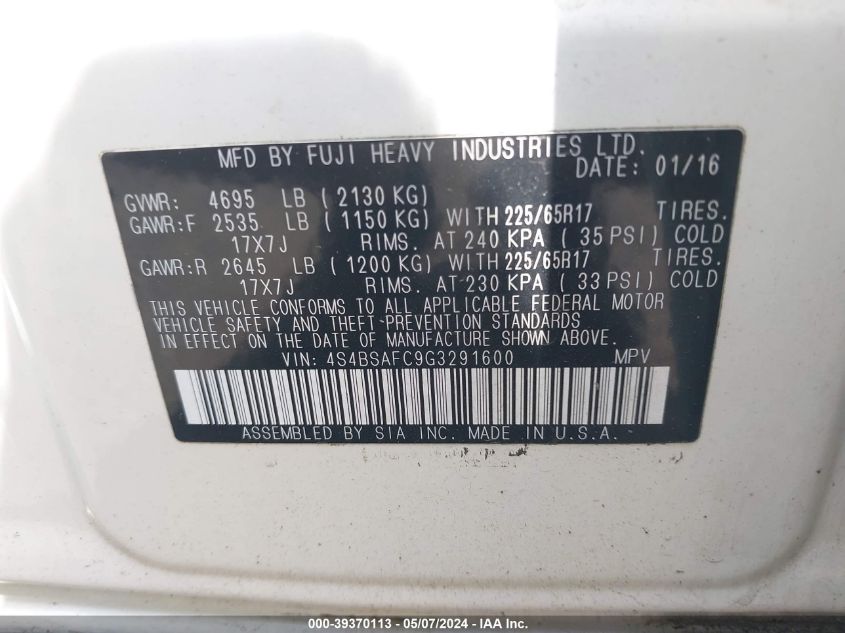 MFD BY FUJI HEAVY INDUSTRIES LTD.
DATE: 01/16
GVWR: 4695 LB ( 2130 KG)
GAWR:F 2535 LB ( 1150 KG) WITH 225/65R17 TIRES.
17X7J RIMS. AT 240 KPA ( 35 PSI) COLD
GAWR:R 2645 LB ( 1200 KG) WITH 225/65R17 TIRES.
17X7J RIMS. AT 230 KPA ( 33 PSI) COLD
THIS VEHICLE CONFORMS TO ALL APPLICABLE FEDERAL MOTOR
VEHICLE SAFETY AND THEFT PREVENTION STANDARDS
IN EFFECT ON THE DATE OF MANUFACTURE SHOWN ABOVE.
VIN: 4S4BSAFC9G3291600 MPV
ASSEMBLED BY SIA INC. MADE IN U.S.A.
000-39370113 - 05/07/2024 - IAA Inc.